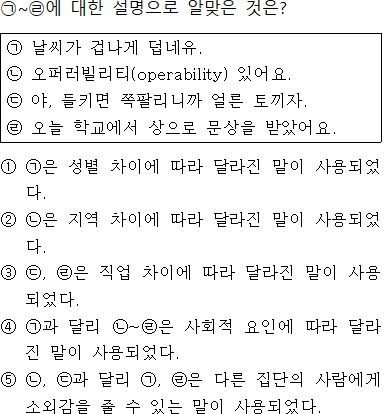 ㉠~㉣에 대한 설명으로 알맞은 것은?
㉠ 날씨가 겁나게 덥네유.
㉡ 오퍼러빌리티(operability) 있어요.
㉢ 야, 들키면 쪽팔리니까 얼른 토끼자.
㉣ 오늘 학교에서 상으로 문상을 받았어요.
① ㉠은 성별 차이에 따라 달라진 말이 사용되었
다.
② ㉡은 지역 차이에 따라 달라진 말이 사용되었
다.
③ ㉢, ㉣은 직업 차이에 따라 달라진 말이 사용
되었다.
④ ㉠과 달리 ㉡~㉣은 사회적 요인에 따라 달라
진 말이 사용되었다.
⑤ ㉡, ㉢과 달리 ㉠, ㉣은 다른 집단의 사람에게
소외감을 줄 수 있는 말이 사용되었다.